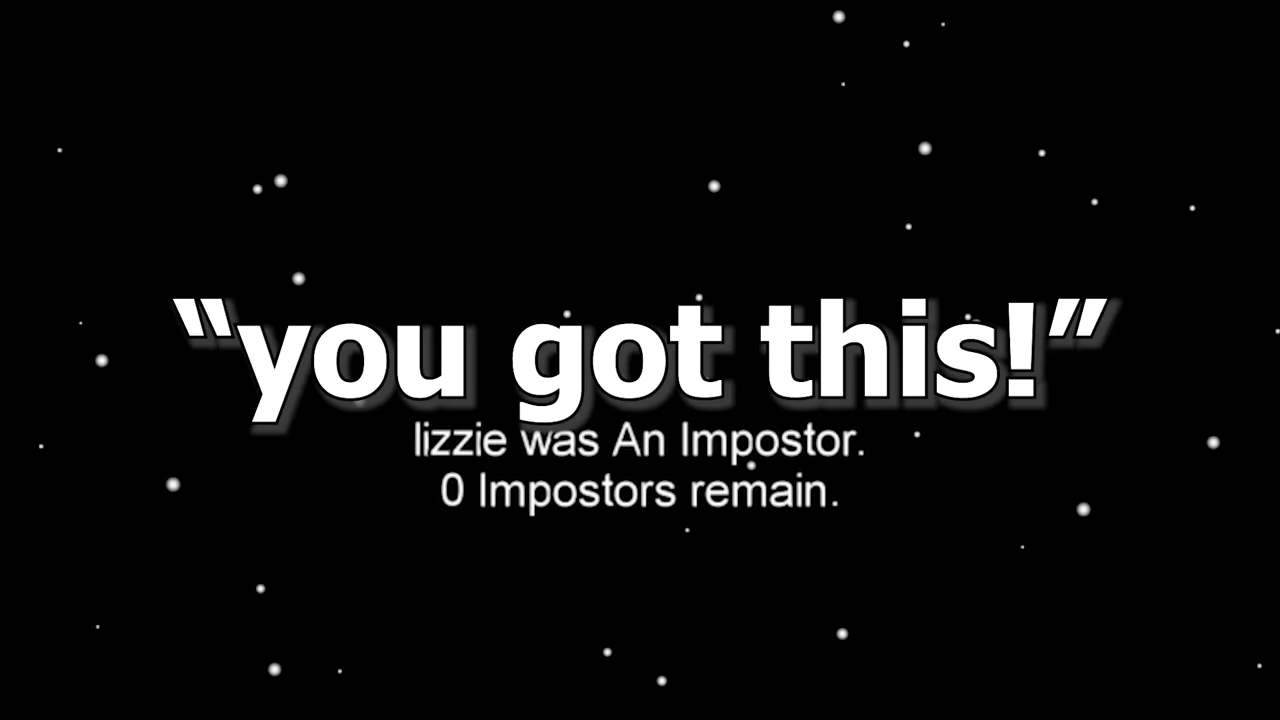 “you got this!”
lizzie was An Impostor.
0 Impostors remain.